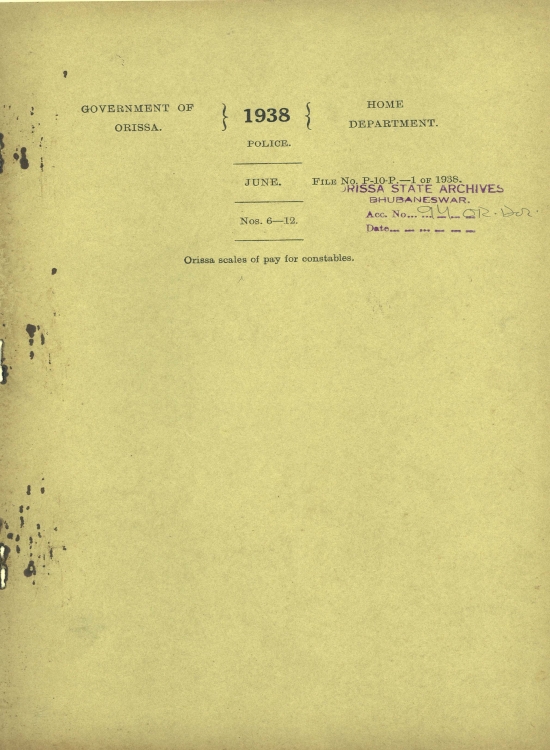 GOVERNMENT OF
ORISSA.
} 1938 {
HOME
DEPARTMENT.
POLICE.
JUNE.
FILE No. P-10-P.—1 OF 1938.
RISSA STATE ARCHIVES
BHUBANESWAR.
Acc. No...
Date...
Nos. 6—12.
Orissa scales of pay for constables.